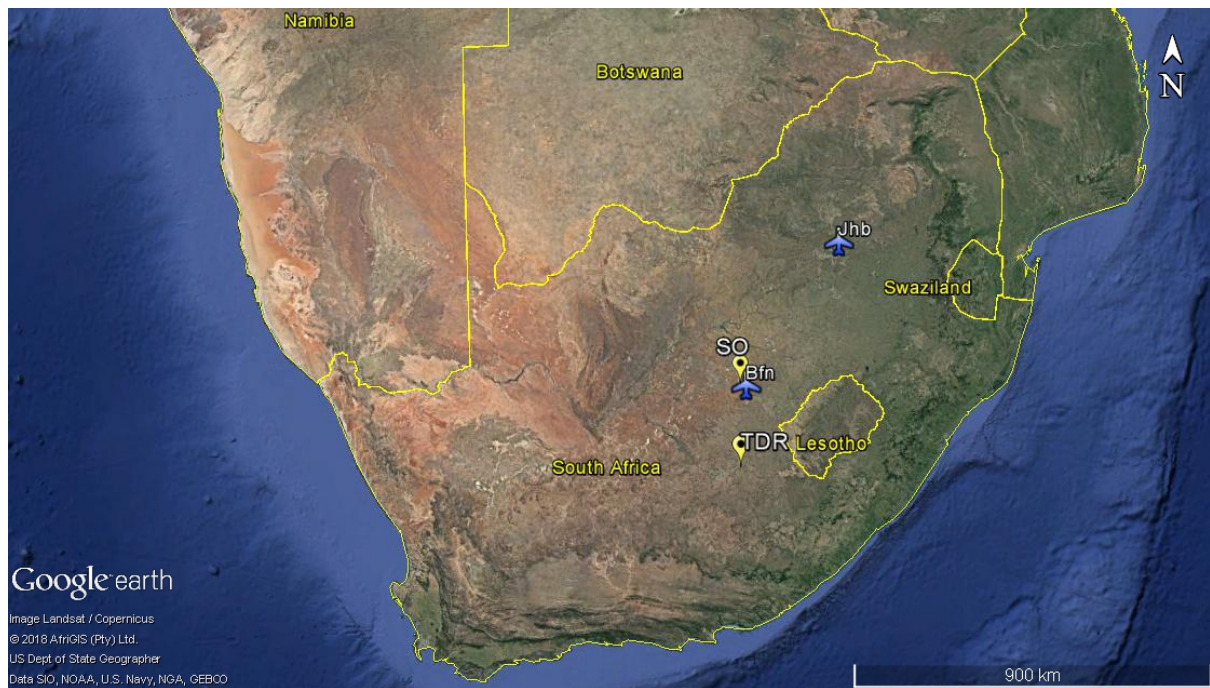 Namibia
Botswana
N
Jhb
Swaziland
SO
Bfn
TDR
Lesotho
South Africa
Google earth
Image Landsat / Copernicus
© 2018 AfriGIS (Pty) Ltd.
US Dept of State Geographer
Data SIO, NOAA, U.S. Navy, NGA, GEBCO
900 km